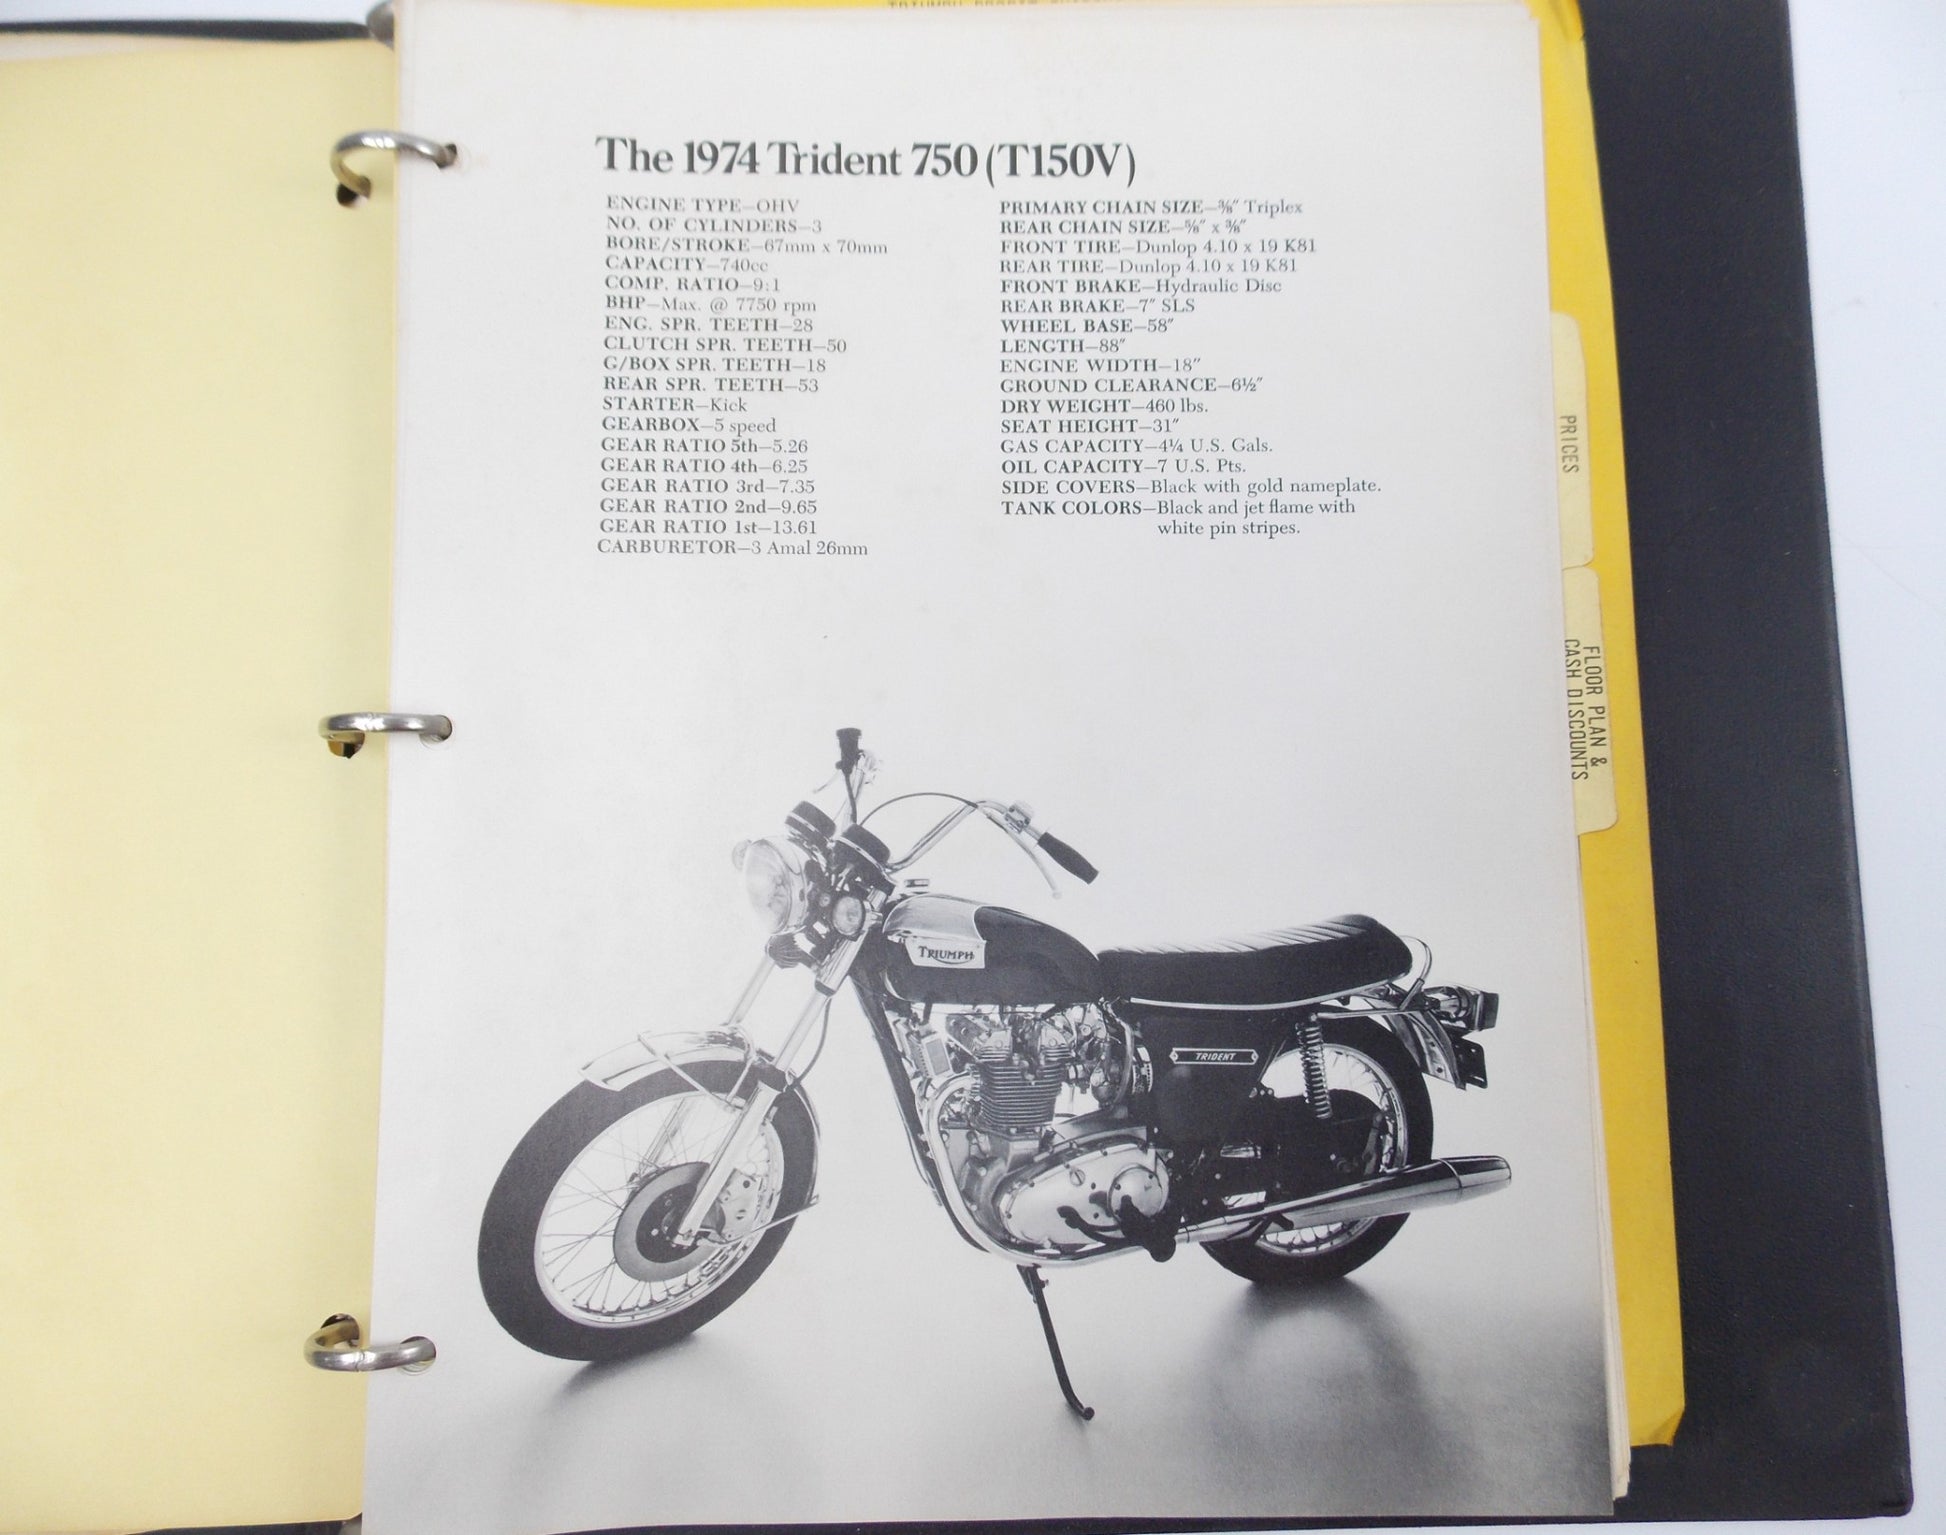 The 1974 Trident 750 (T150V)
ENGINE TYPE—OHV
NO. OF CYLINDERS—3
BORE/STROKE—67mm x 70mm
CAPACITY—740cc
COMP. RATIO—9:1
BHP—Max. @ 7750 rpm
ENG. SPR. TEETH—28
CLUTCH SPR. TEETH—50
G/BOX SPR. TEETH—18
REAR SPR. TEETH—53
STARTER—Kick
GEARBOX—5 speed
GEAR RATIO 5th—5.26
GEAR RATIO 4th—6.25
GEAR RATIO 3rd—7.35
GEAR RATIO 2nd—9.65
GEAR RATIO 1st—13.61
CARBURETOR—3 Amal 26mm
PRIMARY CHAIN SIZE—⅜″ Triplex
REAR CHAIN SIZE—⅝″ x ⅜″
FRONT TIRE—Dunlop 4.10 x 19 K81
REAR TIRE—Dunlop 4.10 x 19 K81
FRONT BRAKE—Hydraulic Disc
REAR BRAKE—7″ SLS
WHEEL BASE—58″
LENGTH—88″
ENGINE WIDTH—18″
GROUND CLEARANCE—6½″
DRY WEIGHT—460 lbs.
SEAT HEIGHT—31″
GAS CAPACITY—4¼ U.S. Gals.
OIL CAPACITY—7 U.S. Pts.
SIDE COVERS—Black with gold nameplate.
TANK COLORS—Black and jet flame with
white pin stripes.
TRIUMPH
TRIDENT
PRICES
FLOOR PLAN &
CASH DISCOUNTS